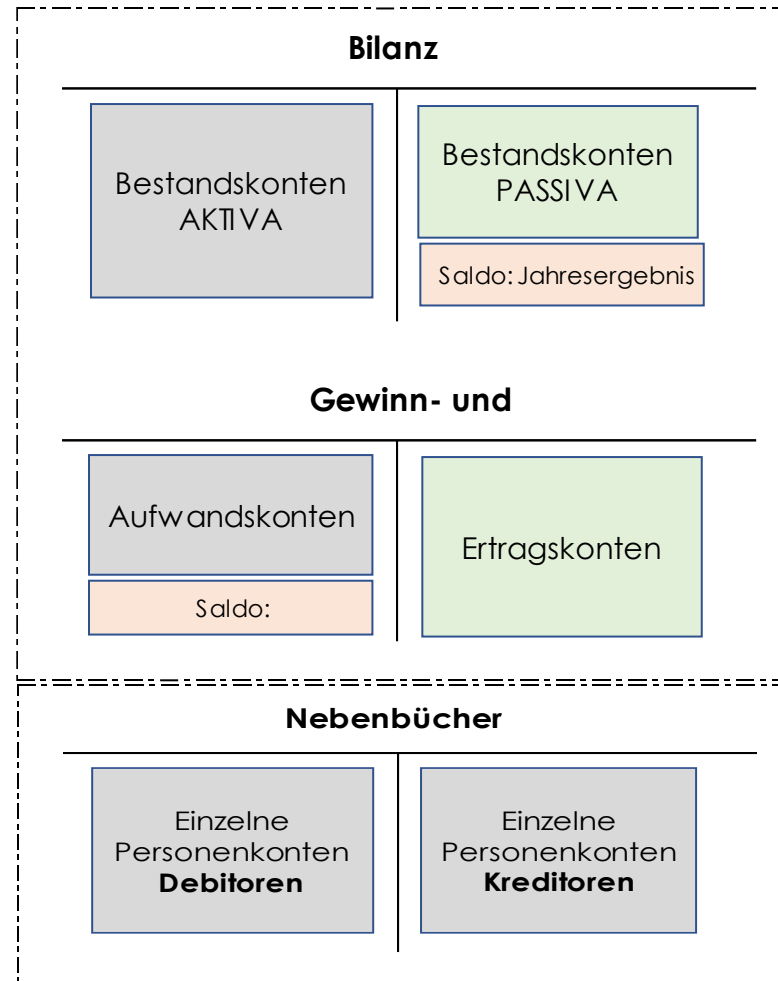 Bilanz
Bestandskonten
AKTIVA
Bestandskonten
PASSIVA
Saldo: Jahresergebnis
Gewinn- und
Aufwandskonten
Saldo:
Ertragskonten
Nebenbücher
Einzelne
Personenkonten
Debitoren
Einzelne
Personenkonten
Kreditoren